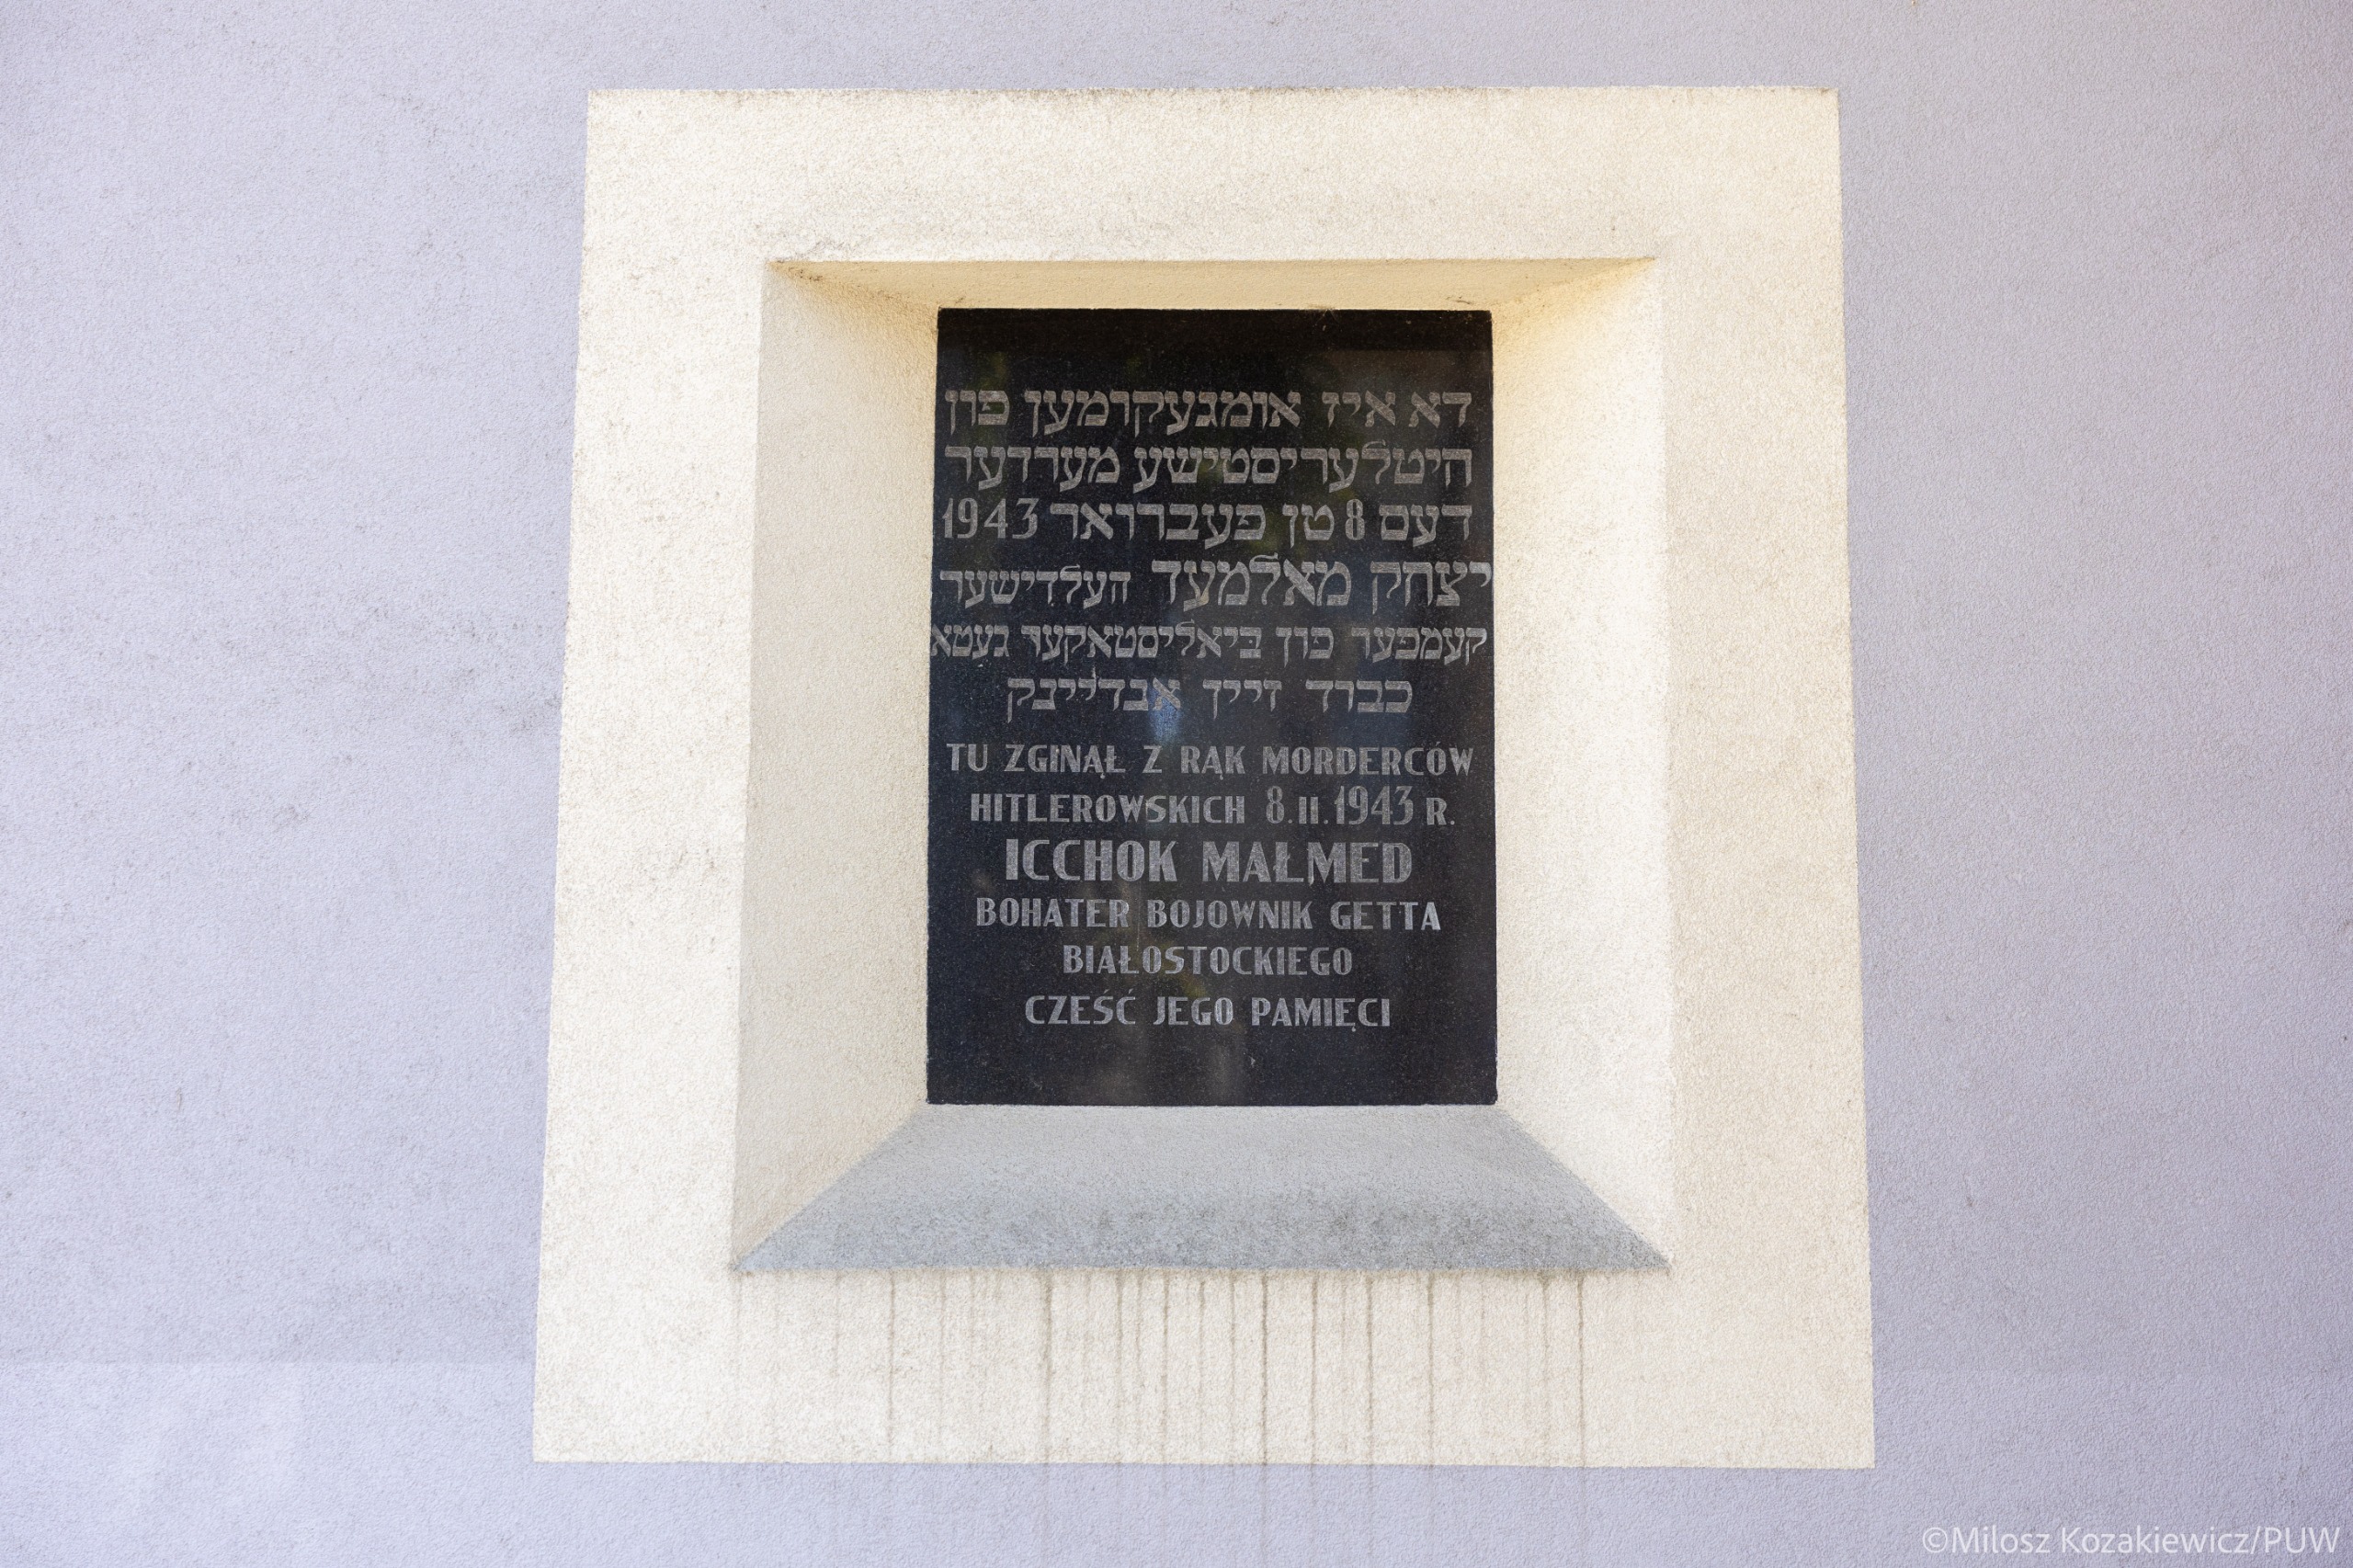 דא איז אומגעקומען פון
היטלעריסטישע מערדער
דעם 8 טן פעברואר 1943
יצחק מאלמעד העלדישער
קעמפער פון ביאליסטאקער געטא
כבוד זיין אנדיינק
TU ZGINĄŁ Z RĄK MORDERCÓW
HITLEROWSKICH 8.II.1943 R.
ICCHOK MAŁMED
BOHATER BOJOWNIK GETTA
BIAŁOSTOCKIEGO
CZEŚĆ JEGO PAMIĘCI
©Milosz Kozakiewicz/PUW